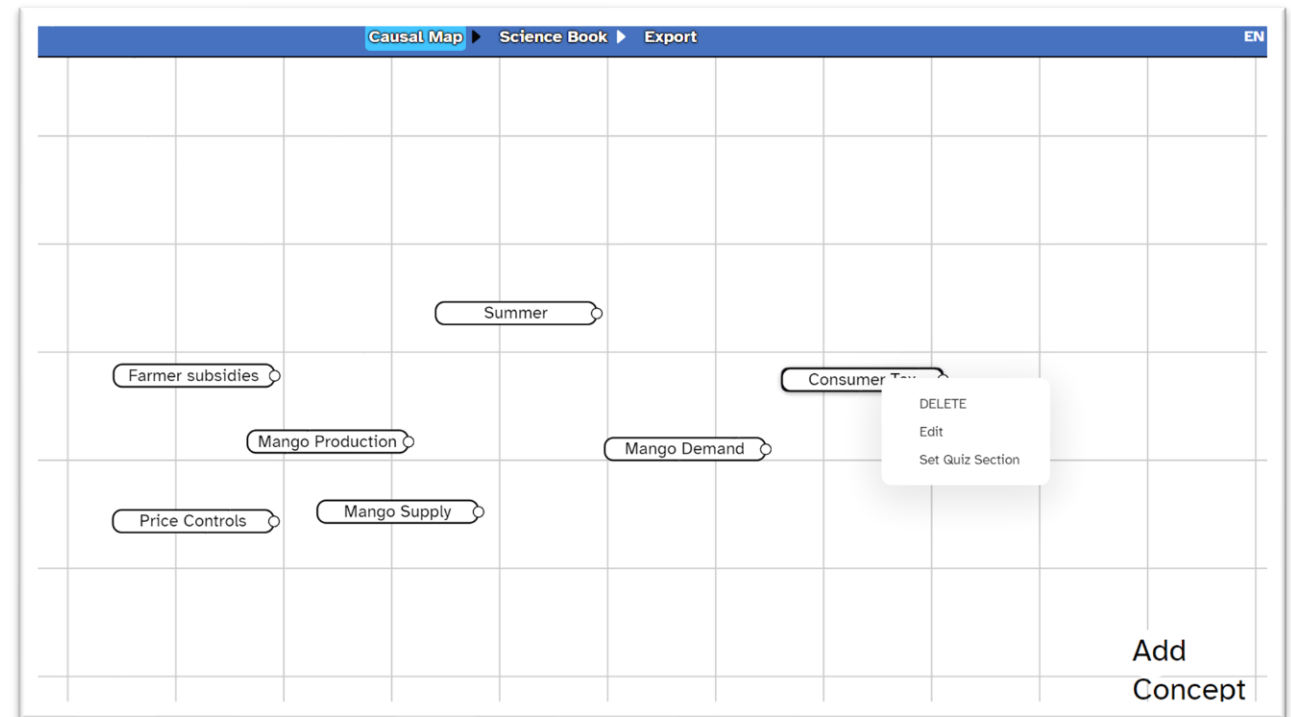 Causal Map Science Book Export EN
Summer
Farmer subsidies
Consumer Tax
DELETE
Edit
Set Quiz Section
Mango Production
Mango Demand
Mango Supply
Price Controls
Add
Concept